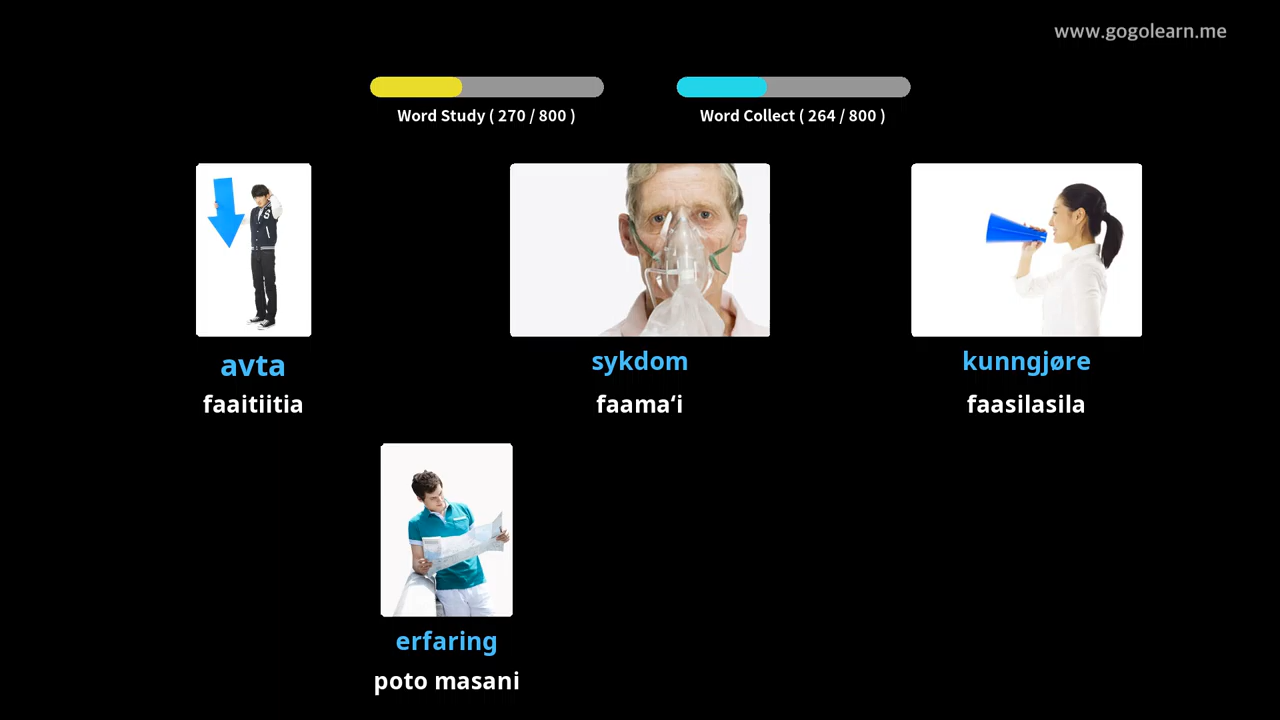 www.gogolearn.me
Word Study ( 270 / 800 )
Word Collect ( 264 / 800 )
S
avta
faaitiitia
sykdom
faamaʻi
kunngjøre
faasilasila
erfaring
poto masani